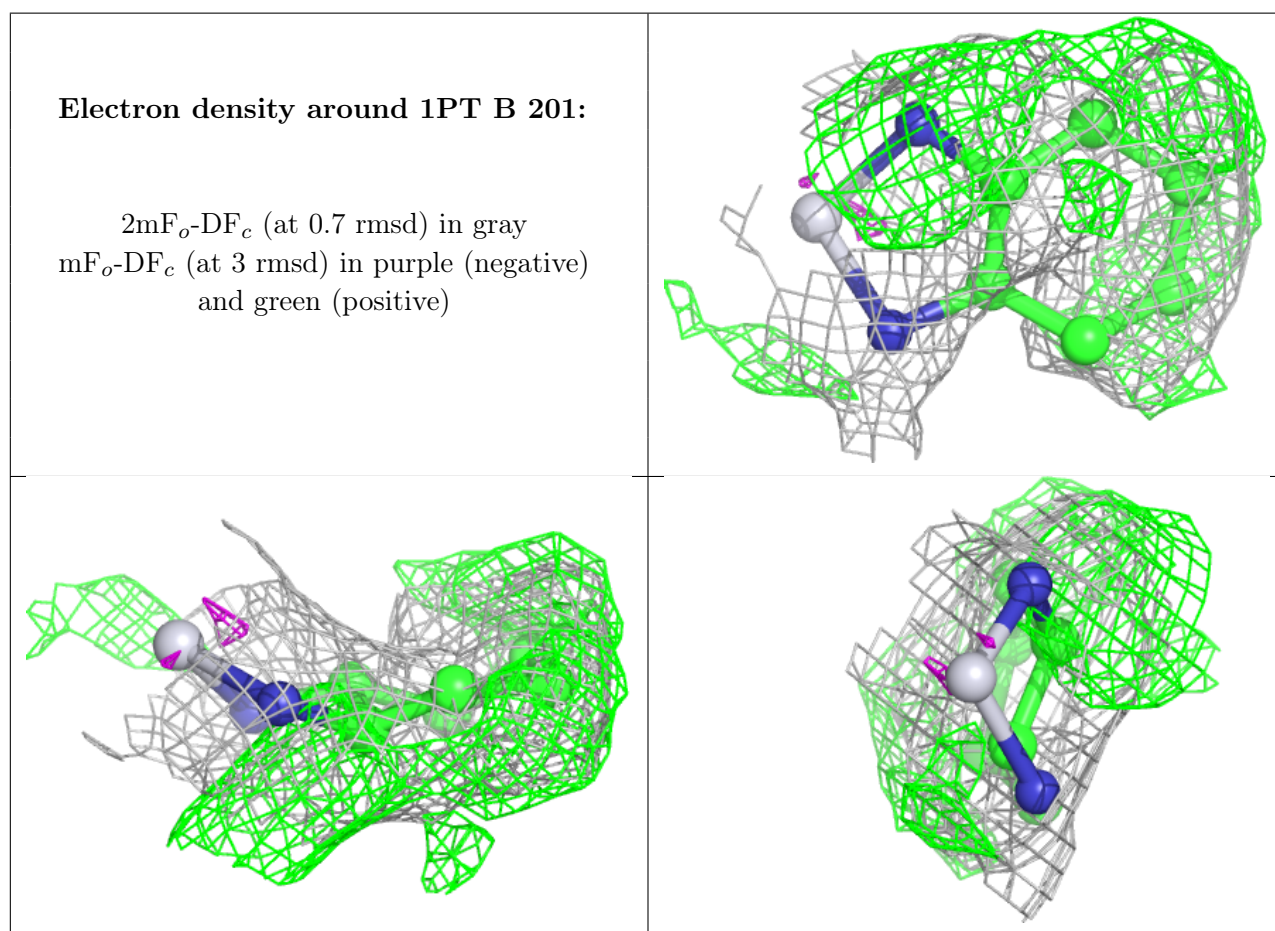 Electron density around 1PT B 201:
2mFo-DFc (at 0.7 rmsd) in gray
mFo-DFc (at 3 rmsd) in purple (negative)
and green (positive)